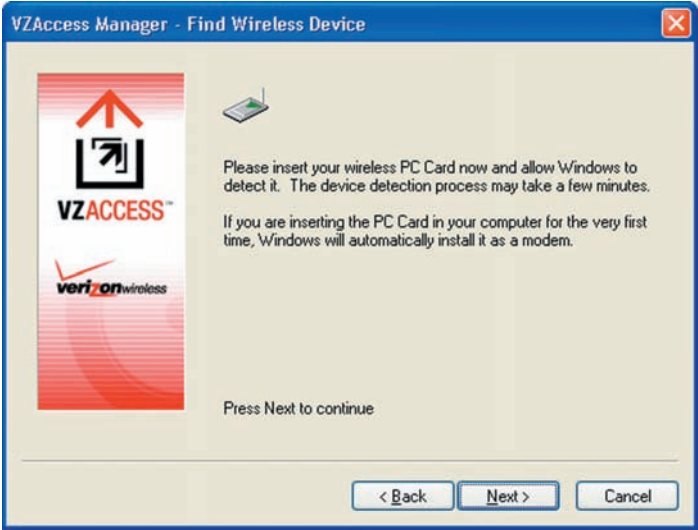 VZAccess Manager - Find Wireless Device
VZACCESS™
verizonwireless
Please insert your wireless PC Card now and allow Windows to
detect it. The device detection process may take a few minutes.
If you are inserting the PC Card in your computer for the very first
time, Windows will automatically install it as a modem.
Press Next to continue
< Back
Next >
Cancel